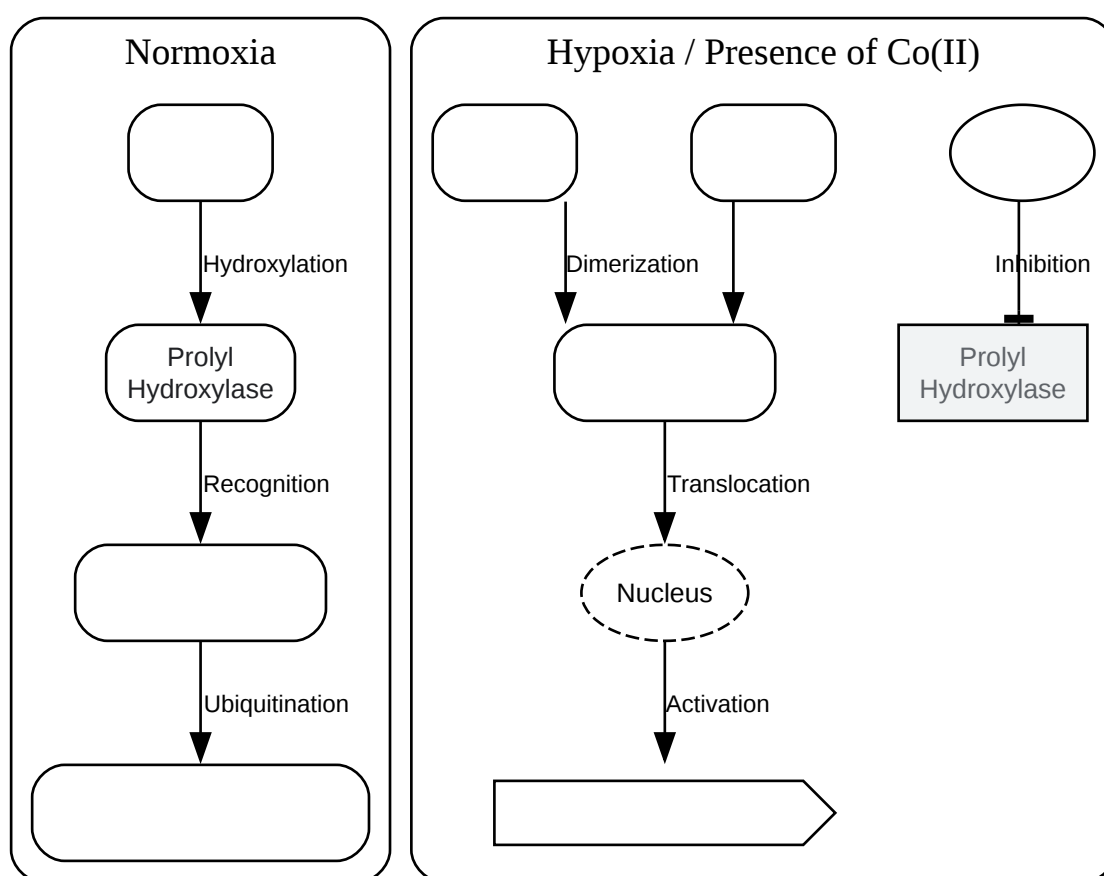 Normoxia
Hydroxylation
Prolyl
Hydroxylase
Recognition
Ubiquitination
Hypoxia / Presence of Co(II)
Dimerization
Inhibition
Prolyl
Hydroxylase
Translocation
Nucleus
Activation